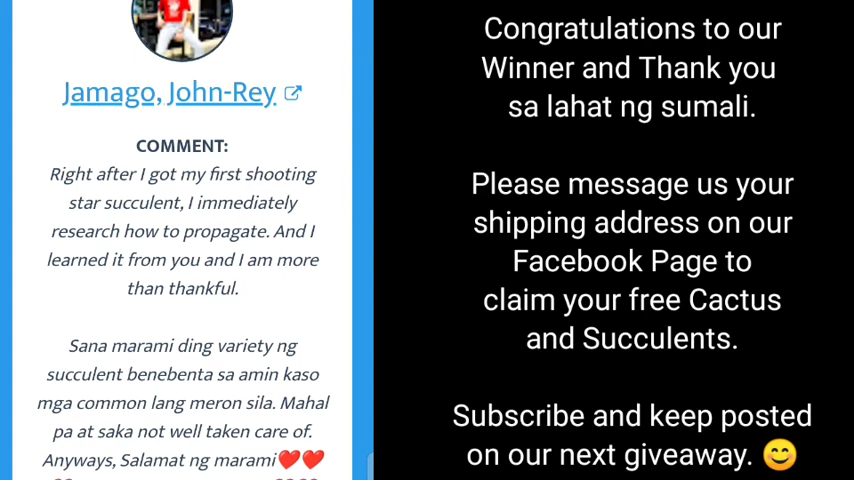 Jamago, John-Rey
COMMENT:
Right after I got my first shooting
star succulent, I immediately
research how to propagate. And I
learned it from you and I am more
than thankful.
Sana marami ding variety ng
succulent benebenta sa amin kaso
mga common lang meron sila. Mahal
pa at saka not well taken care of.
Anyways, Salamat ng marami❤️❤️
Congratulations to our
Winner and Thank you
sa lahat ng sumali.
Please message us your
shipping address on our
Facebook Page to
claim your free Cactus
and Succulents.
Subscribe and keep posted
on our next giveaway. 😊